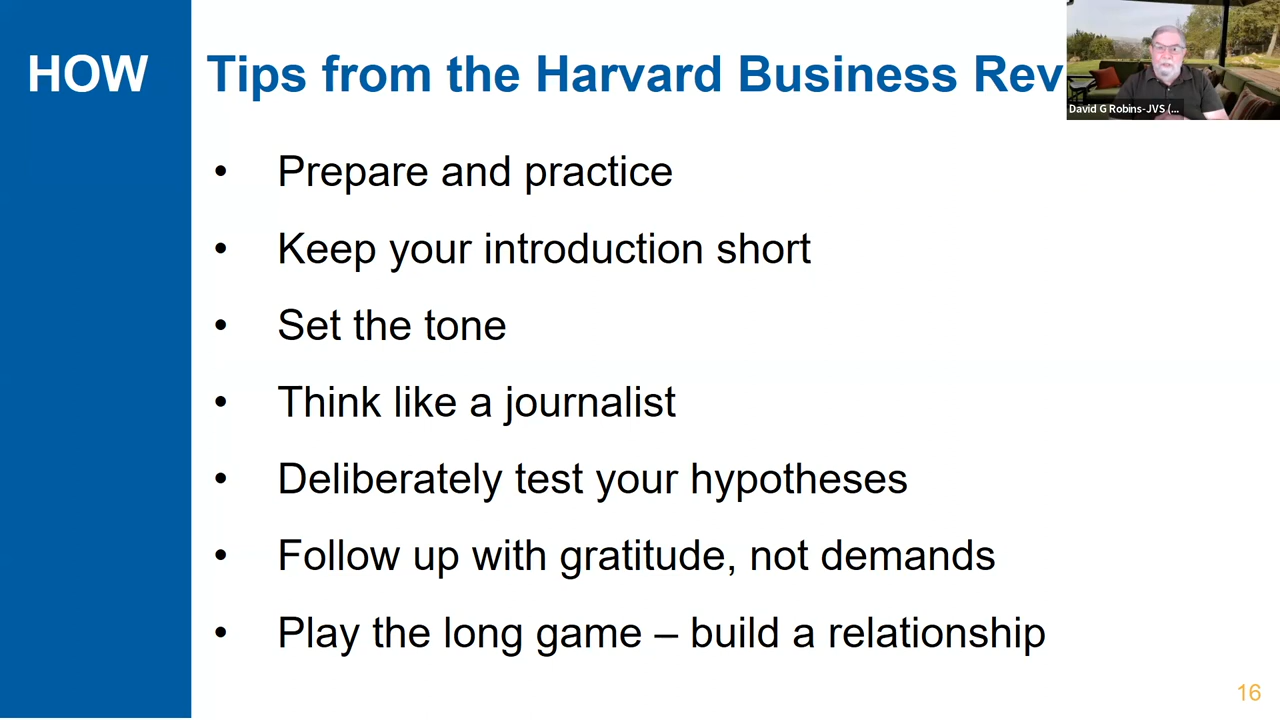 HOW
Tips from the Harvard Business Rev
David G Robins-JVS (...
• Prepare and practice
• Keep your introduction short
• Set the tone
• Think like a journalist
• Deliberately test your hypotheses
• Follow up with gratitude, not demands
• Play the long game – build a relationship
16